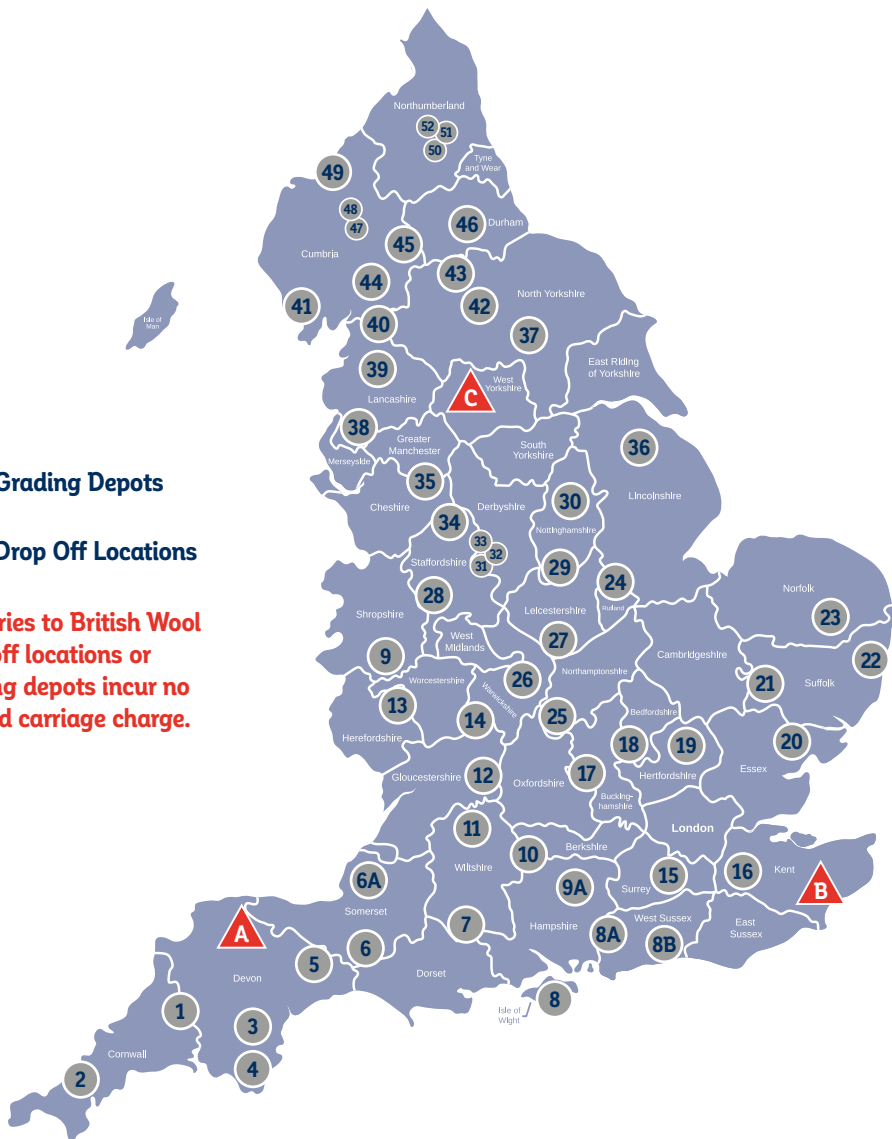 Northumberland
52
51
50
Tyne
and Wear
49
48
47
46
Durham
45
Cumbria
44
43
North Yorkshire
42
41
40
37
Isle of
Man
39
East Riding
of Yorkshire
West
Yorkshire
C
Lancashire
38
Greater
Manchester
South
Yorkshire
36
Merseyside
35
Grading Depots
Lincolnshire
Cheshire
Derbyshire
30
34
Nottinghamshire
33
32
31
Drop Off Locations
Staffordshire
29
24
Norfolk
28
Leicestershire
Rutland
23
ries to British Wool
off locations or
ng depots incur no
d carriage charge.
Shropshire
West
Midlands
27
Cambridgeshire
22
9
Northamptonshire
Worcestershire
26
Suffolk
21
Warwickshire
13
14
25
Bedfordshire
Herefordshire
18
19
20
Gloucestershire
12
Oxfordshire
17
Hertfordshire
Essex
Bucking-
hamshire
11
London
Berkshire
10
Wiltshire
6A
9A
Surrey
15
16
Kent
B
Somerset
A
7
Hampshire
8A
West Sussex
8B
East
Sussex
6
5
Devon
Dorset
8
Isle of
Wight
1
3
Cornwall
4
2